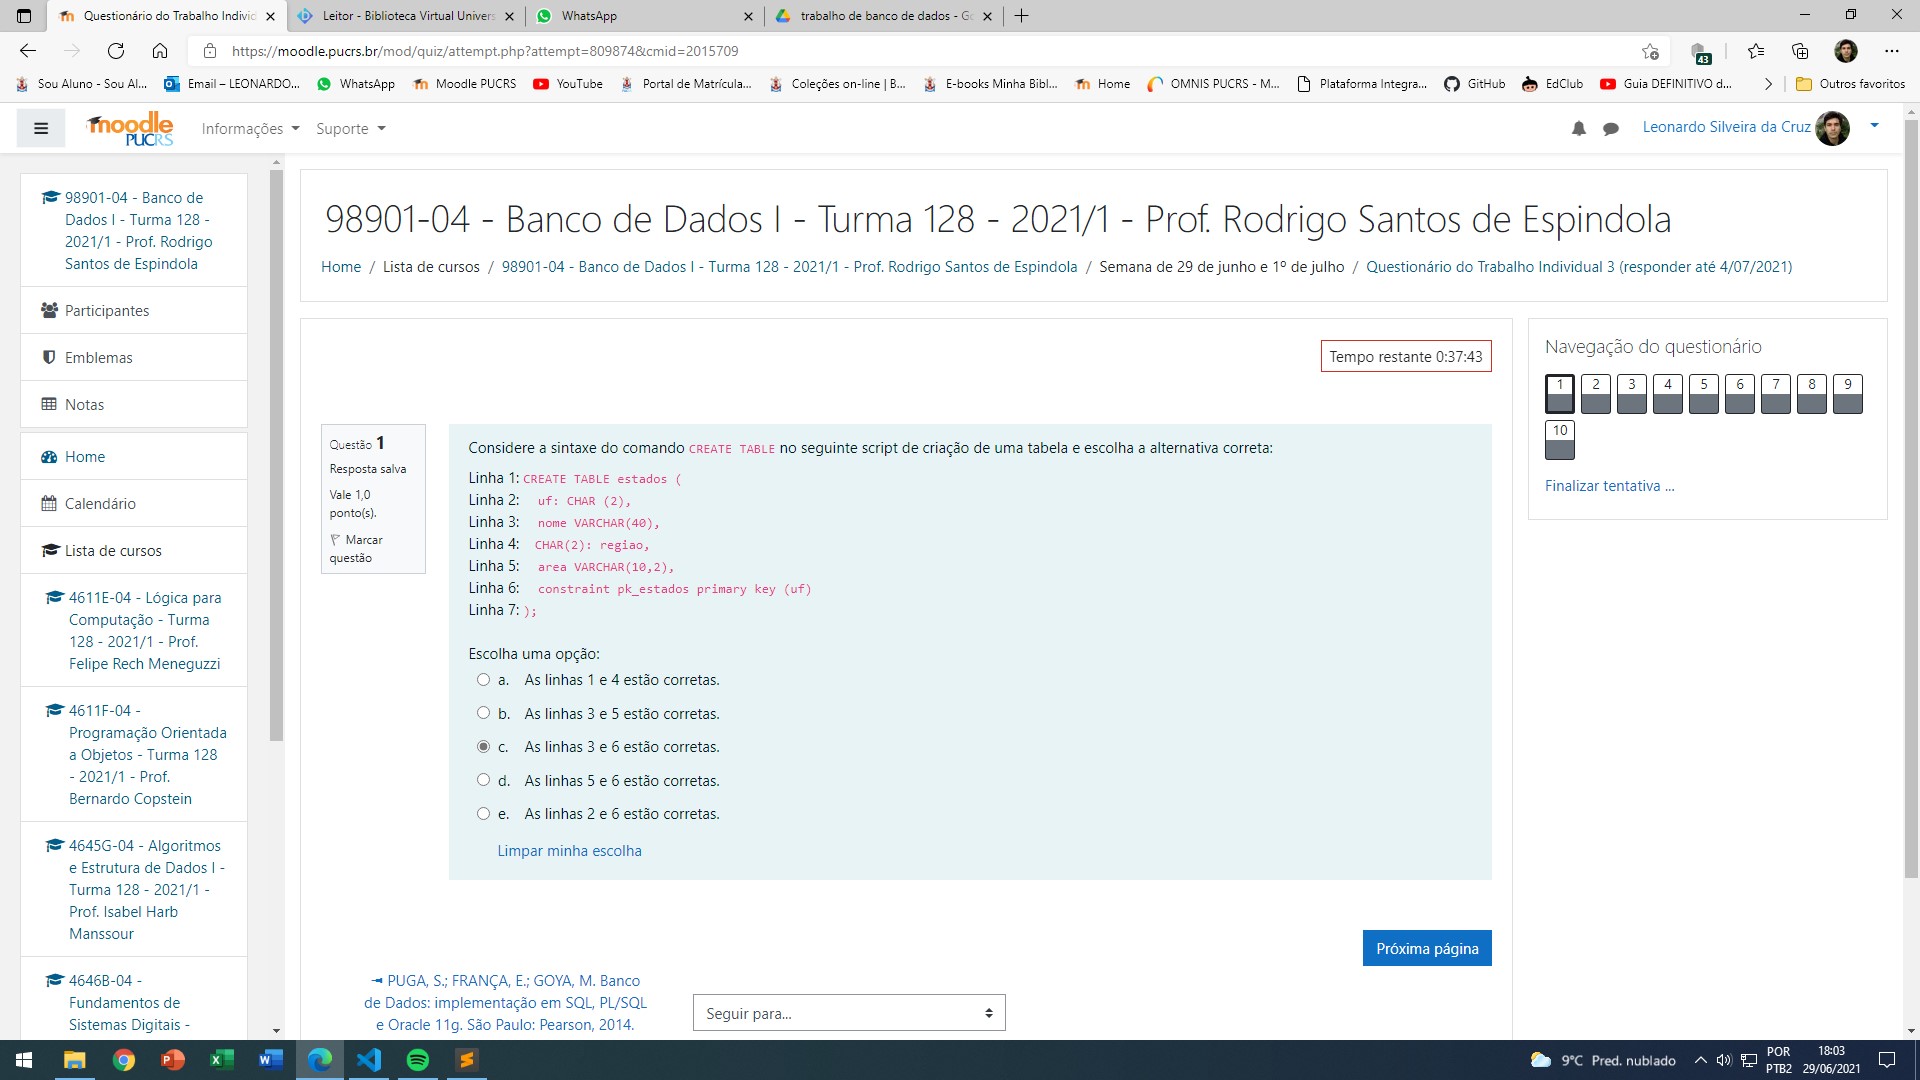 Questionário do Trabalho Individ
Leitor - Biblioteca Virtual Univers
WhatsApp
trabalho de banco de dados - Go
https://moodle.pucrs.br/mod/quiz/attempt.php?attempt=809874&cmid=2015709
43
Sou Aluno - Sou Al...
Email – LEONARDO...
WhatsApp
Moodle PUCRS
YouTube
Portal de Matrícula...
Coleções on-line | B...
E-books Minha Bibl...
Home
OMNIS PUCRS - M...
Plataforma Integra...
GitHub
EdClub
Guia DEFINITIVO d...
Outros favoritos
moodle
PUCRS
Informações
Suporte
Leonardo Silveira da Cruz
98901-04 - Banco de
Dados I - Turma 128 -
2021/1 - Prof. Rodrigo
Santos de Espindola
Participantes
Emblemas
Notas
Home
Calendário
Lista de cursos
4611E-04 - Lógica para
Computação - Turma
128 - 2021/1 - Prof.
Felipe Rech Meneguzzi
4611F-04 -
Programação Orientada
a Objetos - Turma 128
- 2021/1 - Prof.
Bernardo Copstein
4645G-04 - Algoritmos
e Estrutura de Dados I -
Turma 128 - 2021/1 -
Prof. Isabel Harb
Manssour
4646B-04 -
Fundamentos de
Sistemas Digitais -
98901-04 - Banco de Dados I - Turma 128 - 2021/1 - Prof. Rodrigo Santos de Espindola
Home / Lista de cursos / 98901-04 - Banco de Dados I - Turma 128 - 2021/1 - Prof. Rodrigo Santos de Espindola / Semana de 29 de junho e 1º de julho / Questionário do Trabalho Individual 3 (responder até 4/07/2021)
Tempo restante 0:37:43
Questão 1
Resposta salva
Vale 1,0
ponto(s).
Marcar
questão
Considere a sintaxe do comando CREATE TABLE no seguinte script de criação de uma tabela e escolha a alternativa correta:
Linha 1: CREATE TABLE estados (
Linha 2: uf: CHAR (2),
Linha 3: nome VARCHAR(40),
Linha 4: CHAR(2): regiao,
Linha 5: area VARCHAR(10,2),
Linha 6: constraint pk_estados primary key (uf)
Linha 7: );
Escolha uma opção:
a. As linhas 1 e 4 estão corretas.
b. As linhas 3 e 5 estão corretas.
c. As linhas 3 e 6 estão corretas.
d. As linhas 5 e 6 estão corretas.
e. As linhas 2 e 6 estão corretas.
Limpar minha escolha
Próxima página
◄ PUGA, S.; FRANÇA, E.; GOYA, M. Banco
de Dados: implementação em SQL, PL/SQL
e Oracle 11g. São Paulo: Pearson, 2014.
Seguir para...
Navegação do questionário
1 2 3 4 5 6 7 8 9
10
Finalizar tentativa ...
9°C Pred. nublado
POR
PTB2
18:03
29/06/2021